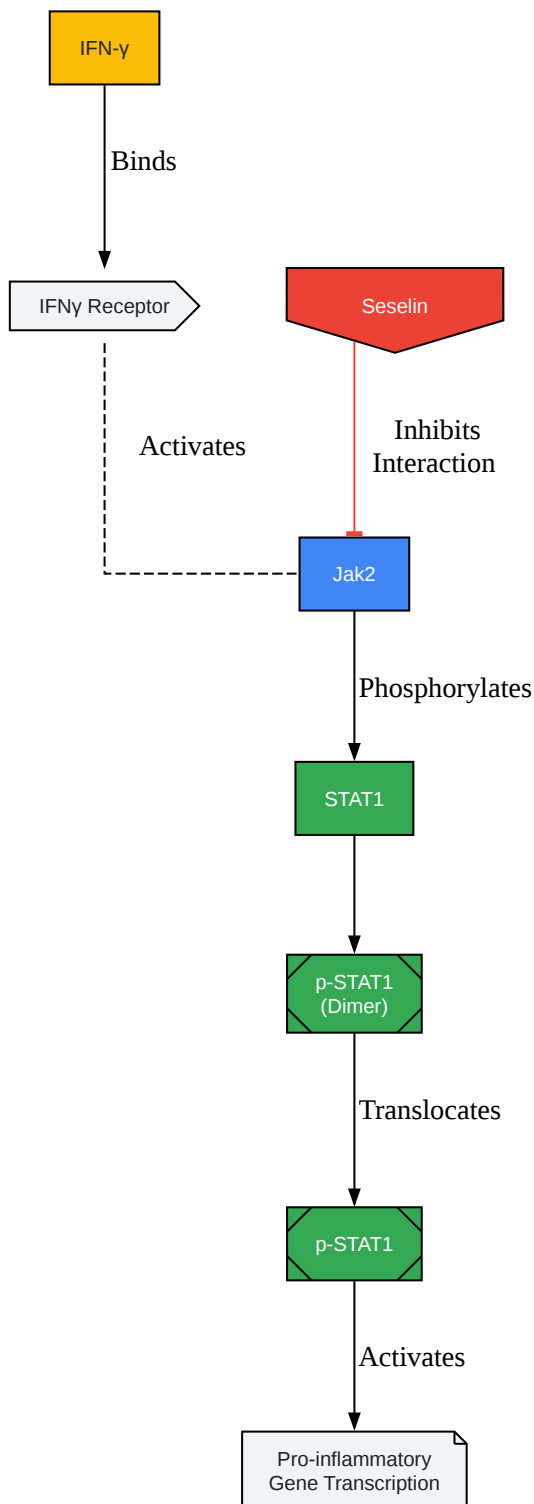 IFN-γ
Binds
IFNγ Receptor
Seselin
Activates
Inhibits
Interaction
Jak2
Phosphorylates
STAT1
p-STAT1
(Dimer)
Translocates
p-STAT1
Activates
Pro-inflammatory
Gene Transcription